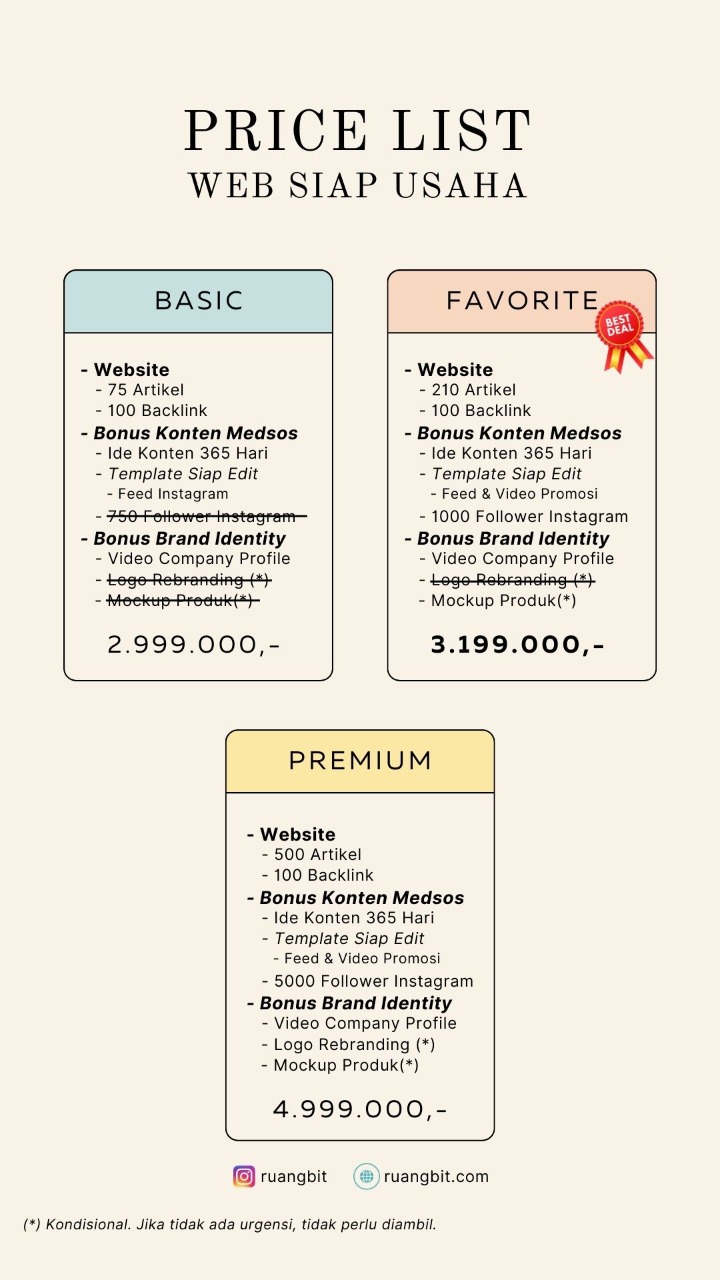 PRICE LIST
WEB SIAP USAHA
BASIC
- Website
- 75 Artikel
- 100 Backlink
- Bonus Konten Medsos
- Ide Konten 365 Hari
- Template Siap Edit
- Feed Instagram
- 750 Follower Instagram
- Bonus Brand Identity
- Video Company Profile
- Logo Rebranding (*)
- Mockup Produk(*)
2.999.000,-
FAVORITE
BEST
DEAL
- Website
- 210 Artikel
- 100 Backlink
- Bonus Konten Medsos
- Ide Konten 365 Hari
- Template Siap Edit
- Feed & Video Promosi
- 1000 Follower Instagram
- Bonus Brand Identity
- Video Company Profile
- Logo Rebranding (*)
- Mockup Produk(*)
3.199.000,-
PREMIUM
- Website
- 500 Artikel
- 100 Backlink
- Bonus Konten Medsos
- Ide Konten 365 Hari
- Template Siap Edit
- Feed & Video Promosi
- 5000 Follower Instagram
- Bonus Brand Identity
- Video Company Profile
- Logo Rebranding (*)
- Mockup Produk(*)
4.999.000,-
ruangbit ruangbit.com
(*) Kondisional. Jika tidak ada urgensi, tidak perlu diambil.